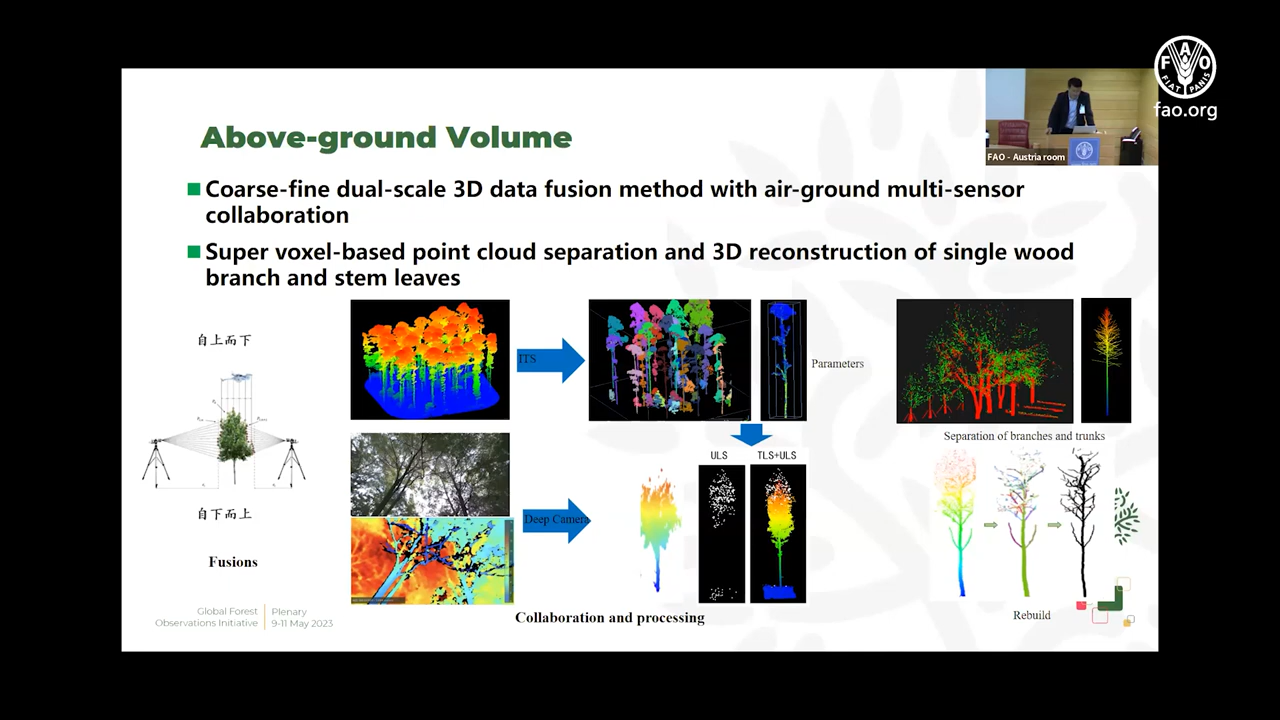 FAO
FIAT PANIS
fao.org
FAO - Austria room
Above-ground Volume
Coarse-fine dual-scale 3D data fusion method with air-ground multi-sensor
collaboration
Super voxel-based point cloud separation and 3D reconstruction of single wood
branch and stem leaves
自上而下
自下而上
Fusions
ITS
Parameters
Deep Camera
ULS
TLS+ULS
Collaboration and processing
Separation of branches and trunks
Rebuild
Global Forest
Observations Initiative
Plenary
9-11 May 2023